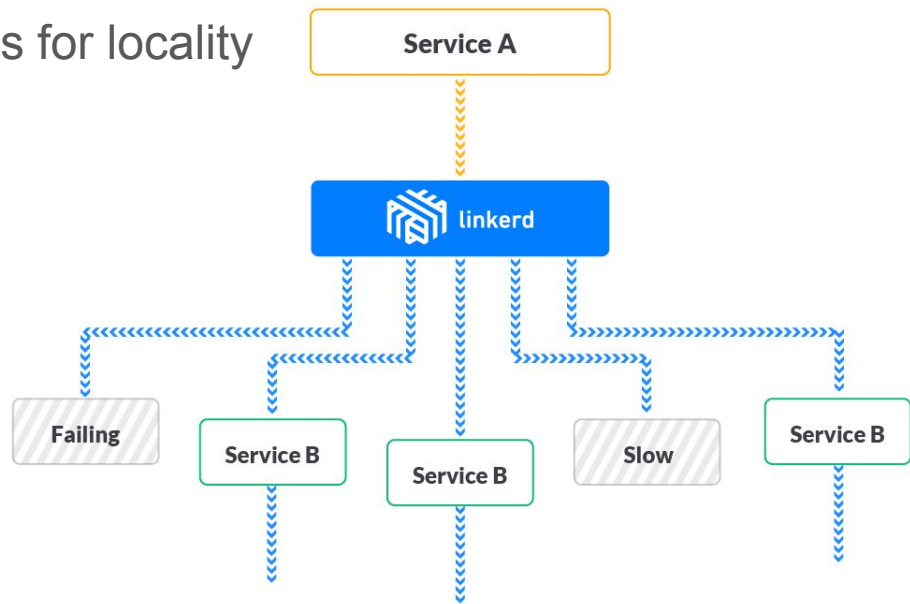 s for locality
Service A
linkerd
Failing
Service B
Service B
Slow
Service B